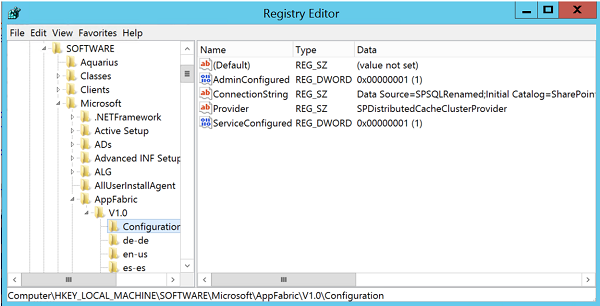 Registry Editor
File Edit View Favorites Help
SOFTWARE
Aquarius
Classes
Clients
Microsoft
.NETFramework
Active Setup
ADs
Advanced INF Setup
ALG
AllUserInstallAgent
AppFabric
V1.0
Configuration
de-de
en-us
es-es
Name Type Data
(Default) REG_SZ (value not set)
AdminConfigured REG_DWORD 0x00000001 (1)
ConnectionString REG_SZ Data Source=SPSQLRenamed;Initial Catalog=SharePoin
Provider REG_SZ SPDistributedCacheClusterProvider
ServiceConfigured REG_DWORD 0x00000001 (1)
Computer\HKEY_LOCAL_MACHINE\SOFTWARE\Microsoft\AppFabric\V1.0\Configuration